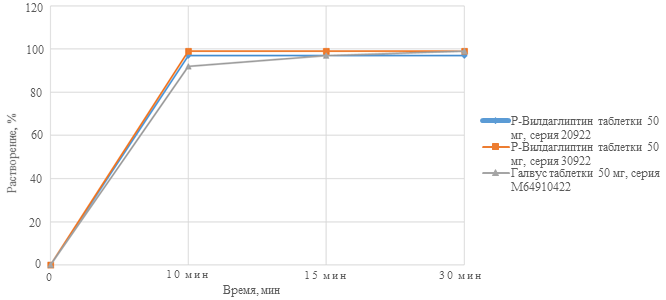 120
100
80
60
40
20
0
Растворение, %
0
10 мин
15 мин
30 мин
Время, мин
Р-Вилдаглиптин таблетки 50
мг, серия 20922
Р-Вилдаглиптин таблетки 50
мг, серия 30922
Галвус таблетки 50 мг, серия
М64910422